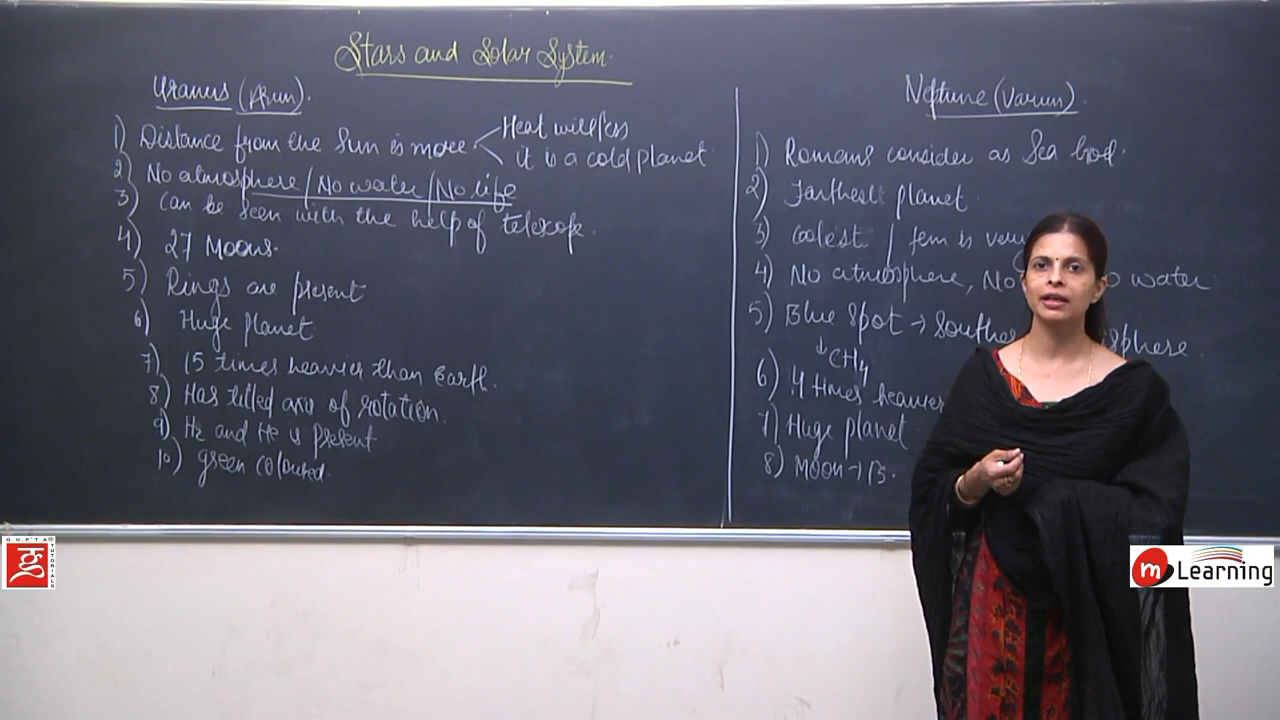 Stars and Solar System.
Uranus (Arun).
1) Distance from the Sun is more
Heat will less
it is a cold planet
2) No atmosphere / No water / No life
3) can be seen with the help of telescope.
4) 27 Moons.
5) Rings are present
6) Huge planet
7) 15 times heavier than Earth.
8) Has tilted axis of rotation.
9) H2 and He is present
10) green coloured.
Neptune (Varun).
1) Romans consider as Sea God.
2) Farthest planet.
3) coolest / tem is very
4) No atmosphere, No water
5) Blue spot → Southe sphere
↓ CH4
6) 4 times heavier
7) Huge planet
8) Moon → 13.
GUPTA TUTORIALS
m Learning